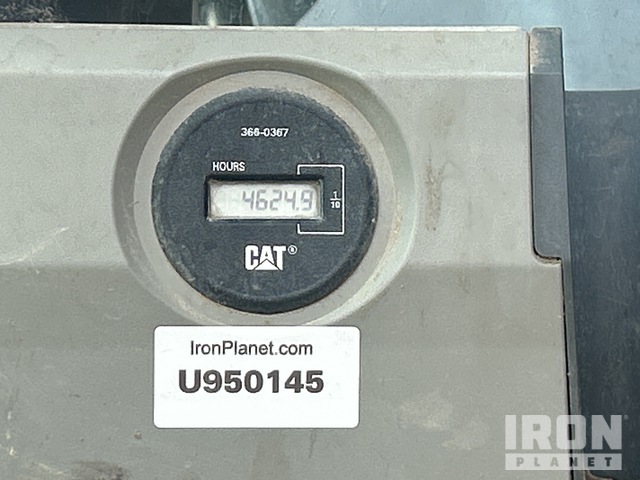 366-0367
HOURS
4624.9
1
10
CAT®
IronPlanet.com
U950145
IRON
PLANET